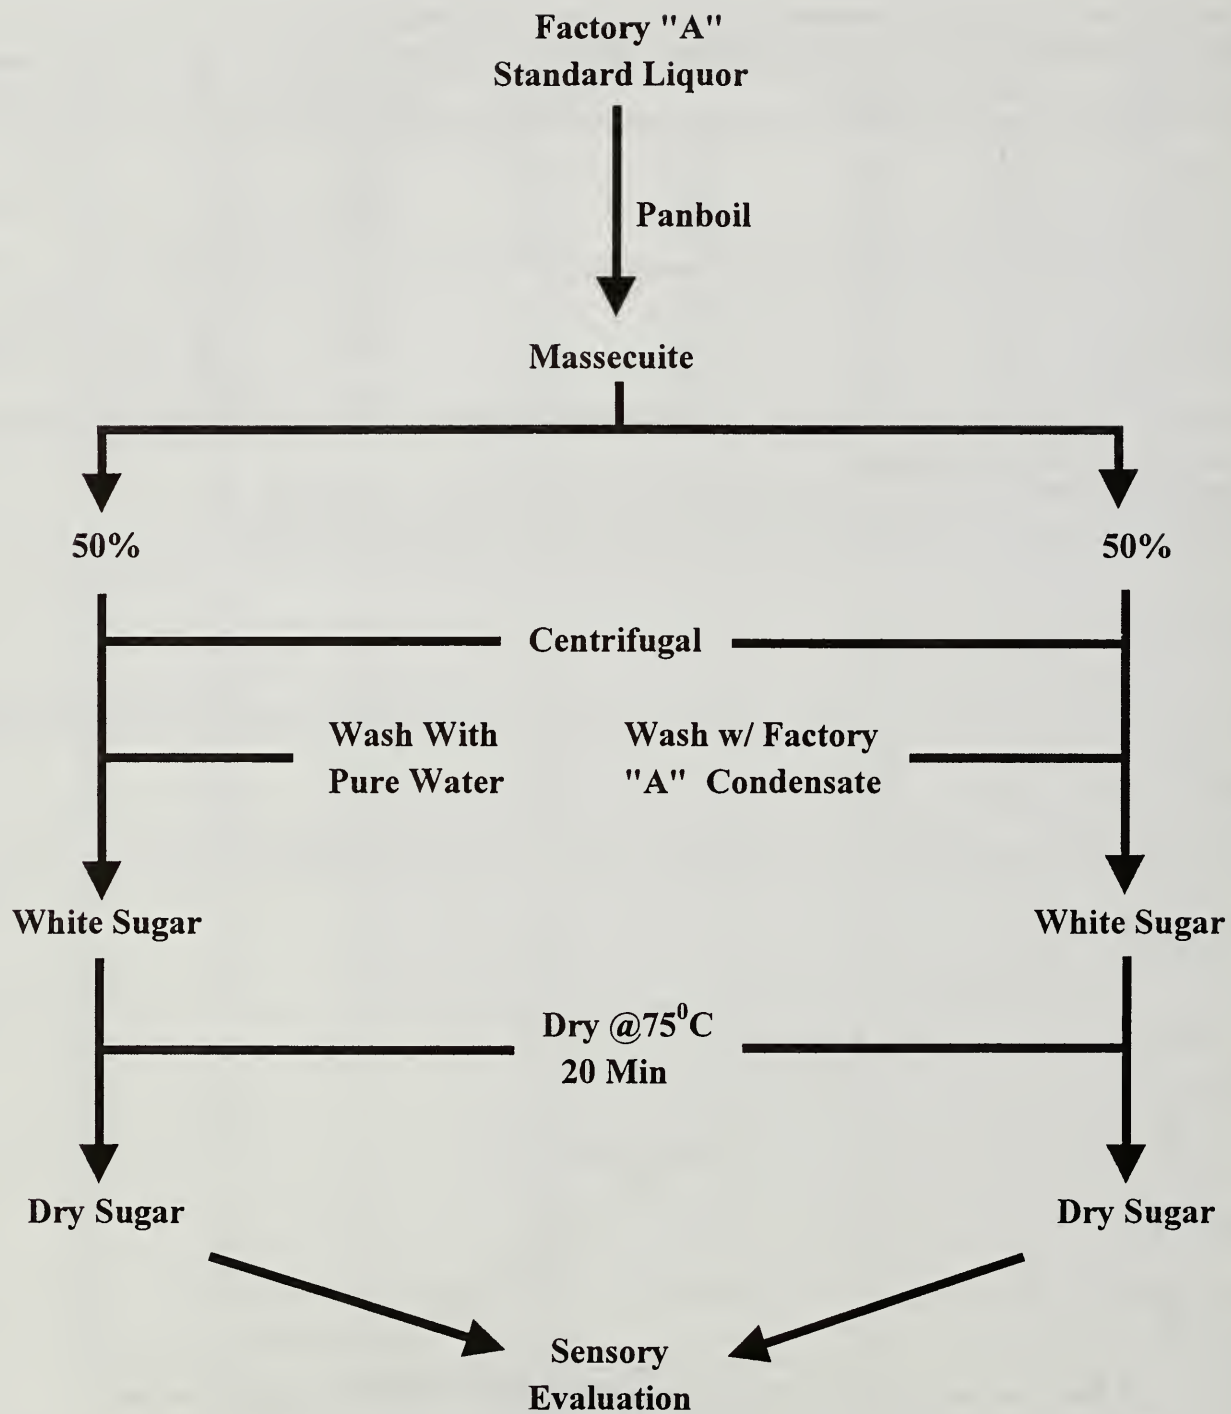 Factory "A"
Standard Liquor
Panboil
Massecuite
50%
50%
Centrifugal
Wash With
Pure Water
Wash w/ Factory
"A" Condensate
White Sugar
White Sugar
Dry @75⁰C
20 Min
Dry Sugar
Dry Sugar
Sensory
Evaluation